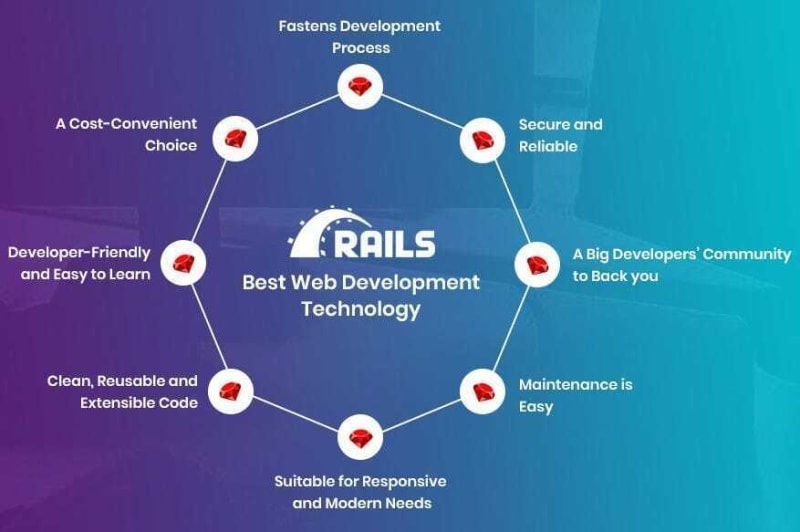 Fastens Development
Process
A Cost-Convenient
Choice
Secure and
Reliable
Developer-Friendly
and Easy to Learn
RAILS
Best Web Development
Technology
A Big Developers' Community
to Back you
Clean, Reusable and
Extensible Code
Maintenance is
Easy
Suitable for Responsive
and Modern Needs